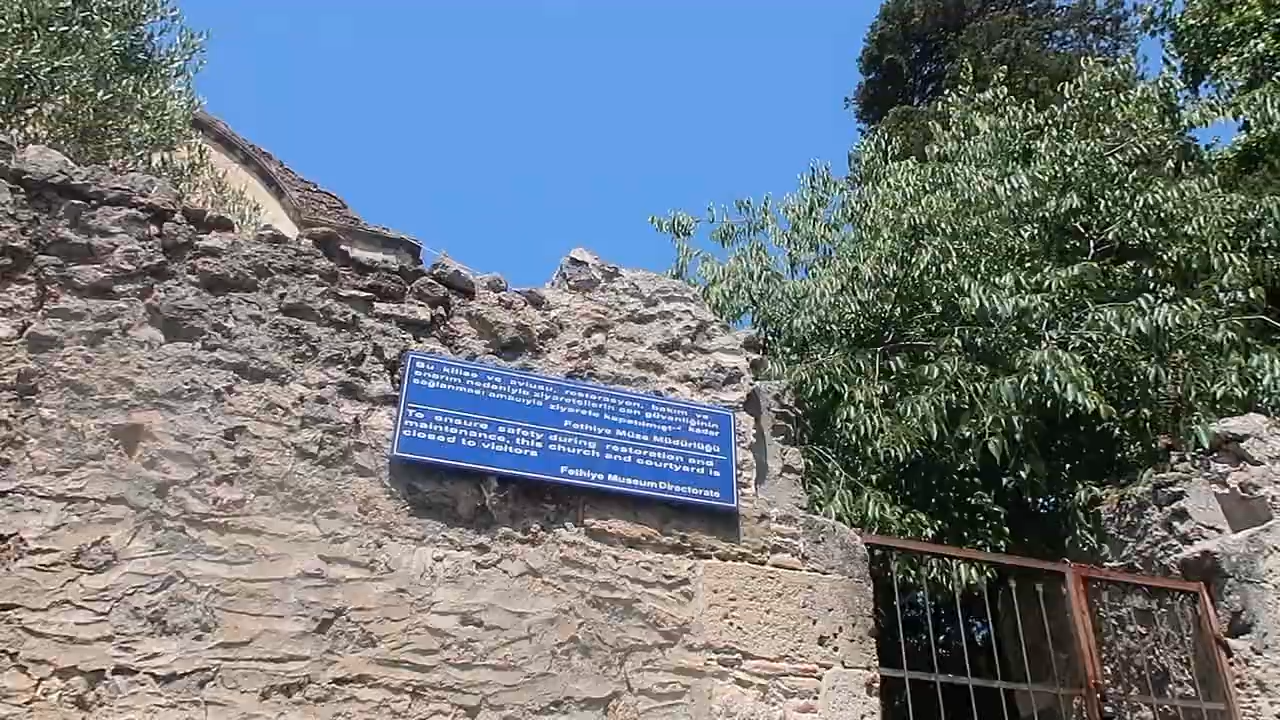 Bu kilise ve avlusu, restorasyon, bakım ve
onarım nedeniyle ziyaretçilerin can güvenliğinin
sağlanması amacıyla ziyarete kapatılmıştır
Fethiye Müze Müdürlüğü
To ensure safety during restoration and
maintenance, this church and courtyard is
closed to visitors
Fethiye Museum Directorate